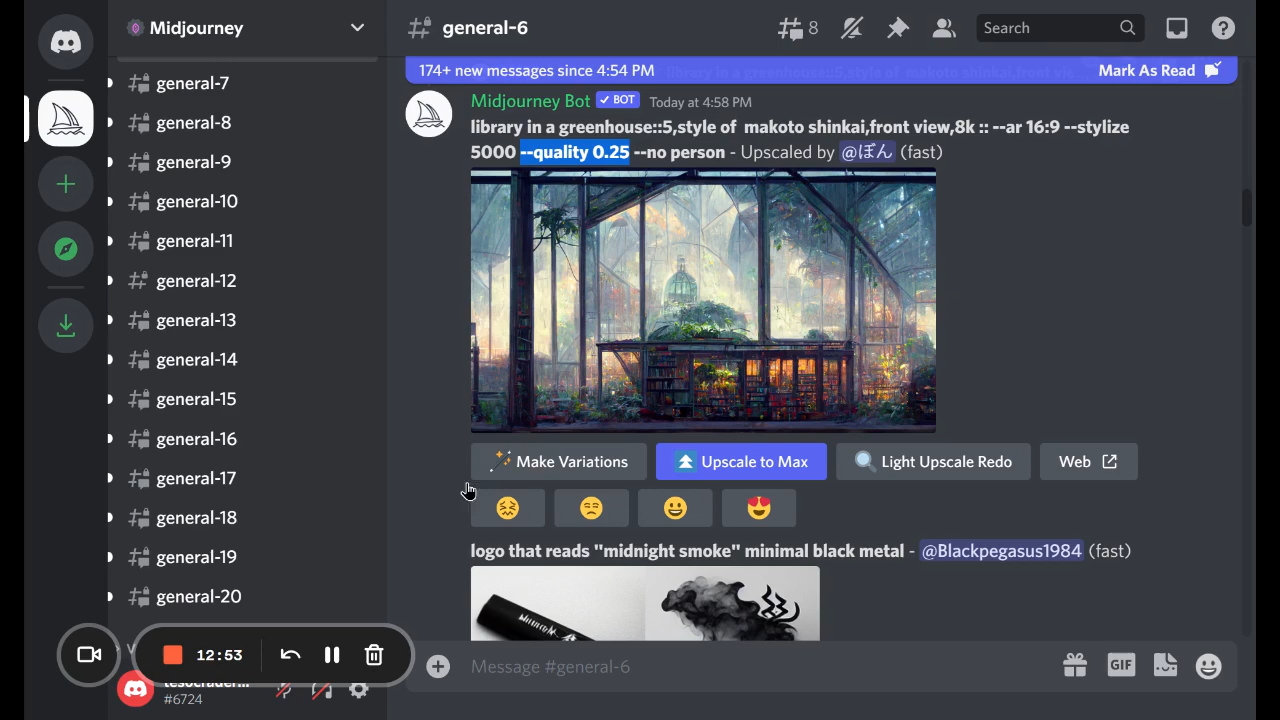 Midjourney
general-7
general-8
general-9
general-10
general-11
general-12
general-13
general-14
general-15
general-16
general-17
general-18
general-19
general-20
12:53
#6724
general-6
8
Search
174+ new messages since 4:54 PM
Mark As Read
Midjourney Bot BOT Today at 4:58 PM
library in a greenhouse::5,style of makoto shinkai,front view,8k :: --ar 16:9 --stylize
5000 --quality 0.25 --no person - Upscaled by @ぽん (fast)
Make Variations
Upscale to Max
Light Upscale Redo
Web
logo that reads "midnight smoke" minimal black metal - @Blackpegasus1984 (fast)
Message #general-6
GIF